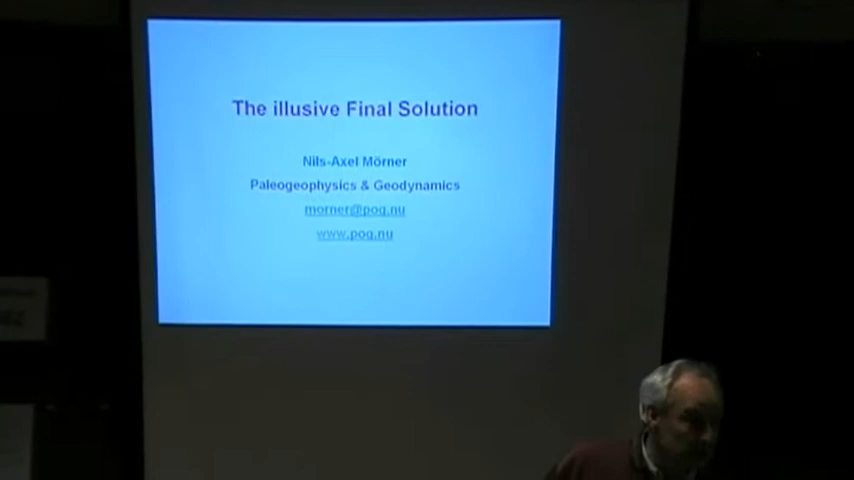 The illusive Final Solution
Nils-Axel Mörner
Paleogeophysics & Geodynamics
morner@pog.nu
www.pog.nu